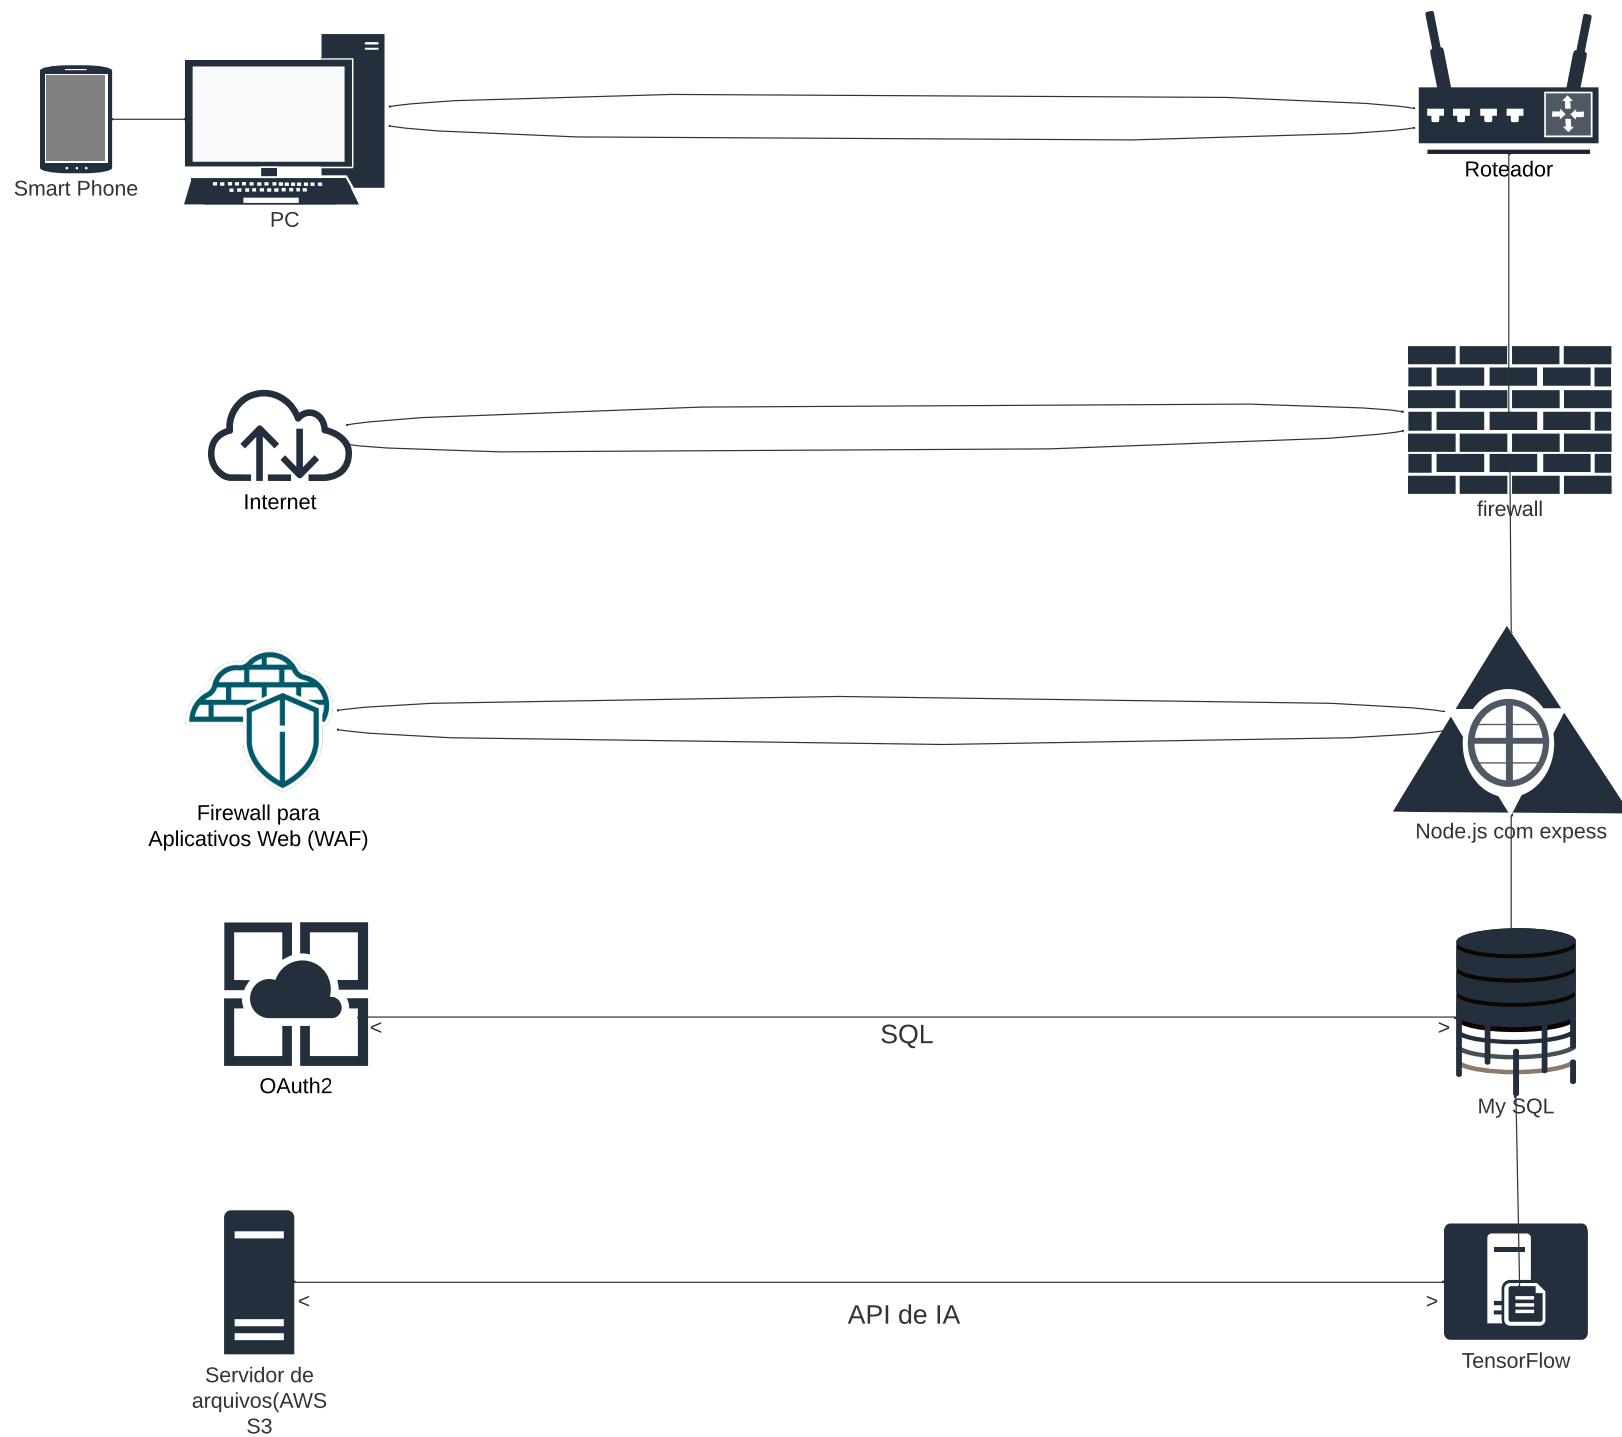 Roteador
Smart Phone
PC
Internet
firewall
Firewall para
Aplicativos Web (WAF)
Node.js com expess
< SQL >
OAuth2
My SQL
< API de IA >
TensorFlow
Servidor de
arquivos(AWS
S3